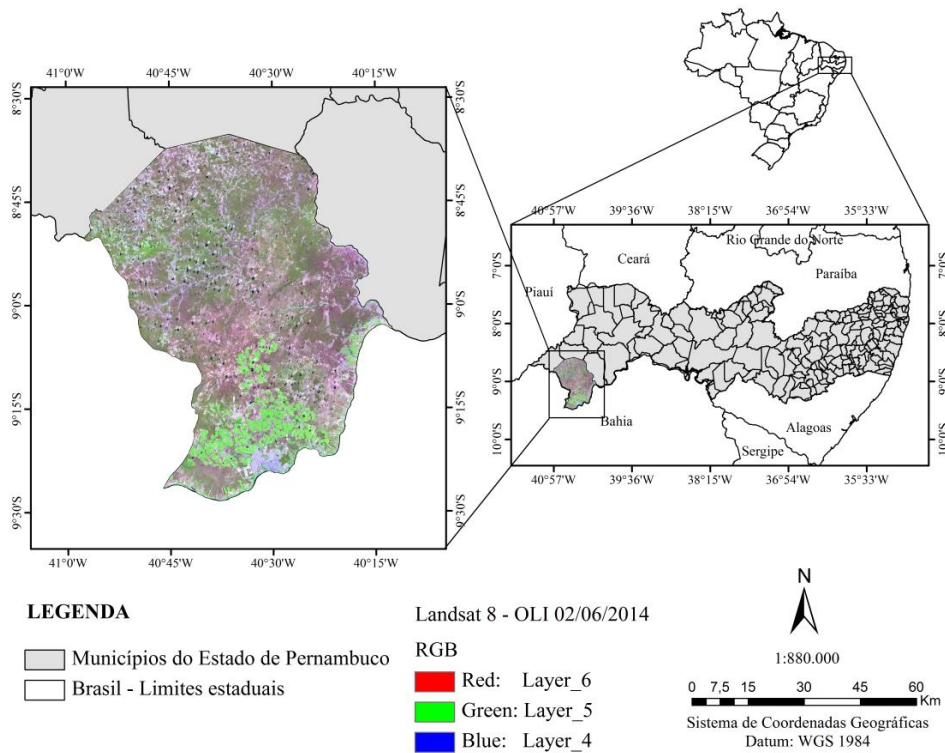 41°0'W 40°45'W 40°30'W 40°15'W
8°30'S 8°30'S
8°45'S 8°45'S
9°0'S 9°0'S
9°15'S 9°15'S
9°30'S 9°30'S
41°0'W 40°45'W 40°30'W 40°15'W
40°57'W 39°36'W 38°15'W 36°54'W 35°33'W
Rio Grande do Norte
Ceará
Paraíba
Piauí
7°0'S 7°0'S
8°0'S 8°0'S
9°0'S 9°0'S
10°0'S 10°0'S
Bahia
Alagoas
Sergipe
40°57'W 39°36'W 38°15'W 36°54'W 35°33'W
LEGENDA
Municípios do Estado de Pernambuco
Brasil - Limites estaduais
Landsat 8 - OLI 02/06/2014
RGB
Red: Layer_6
Green: Layer_5
Blue: Layer_4
N
1:880.000
0 7,5 15 30 45 60
Km
Sistema de Coordenadas Geográficas
Datum: WGS 1984